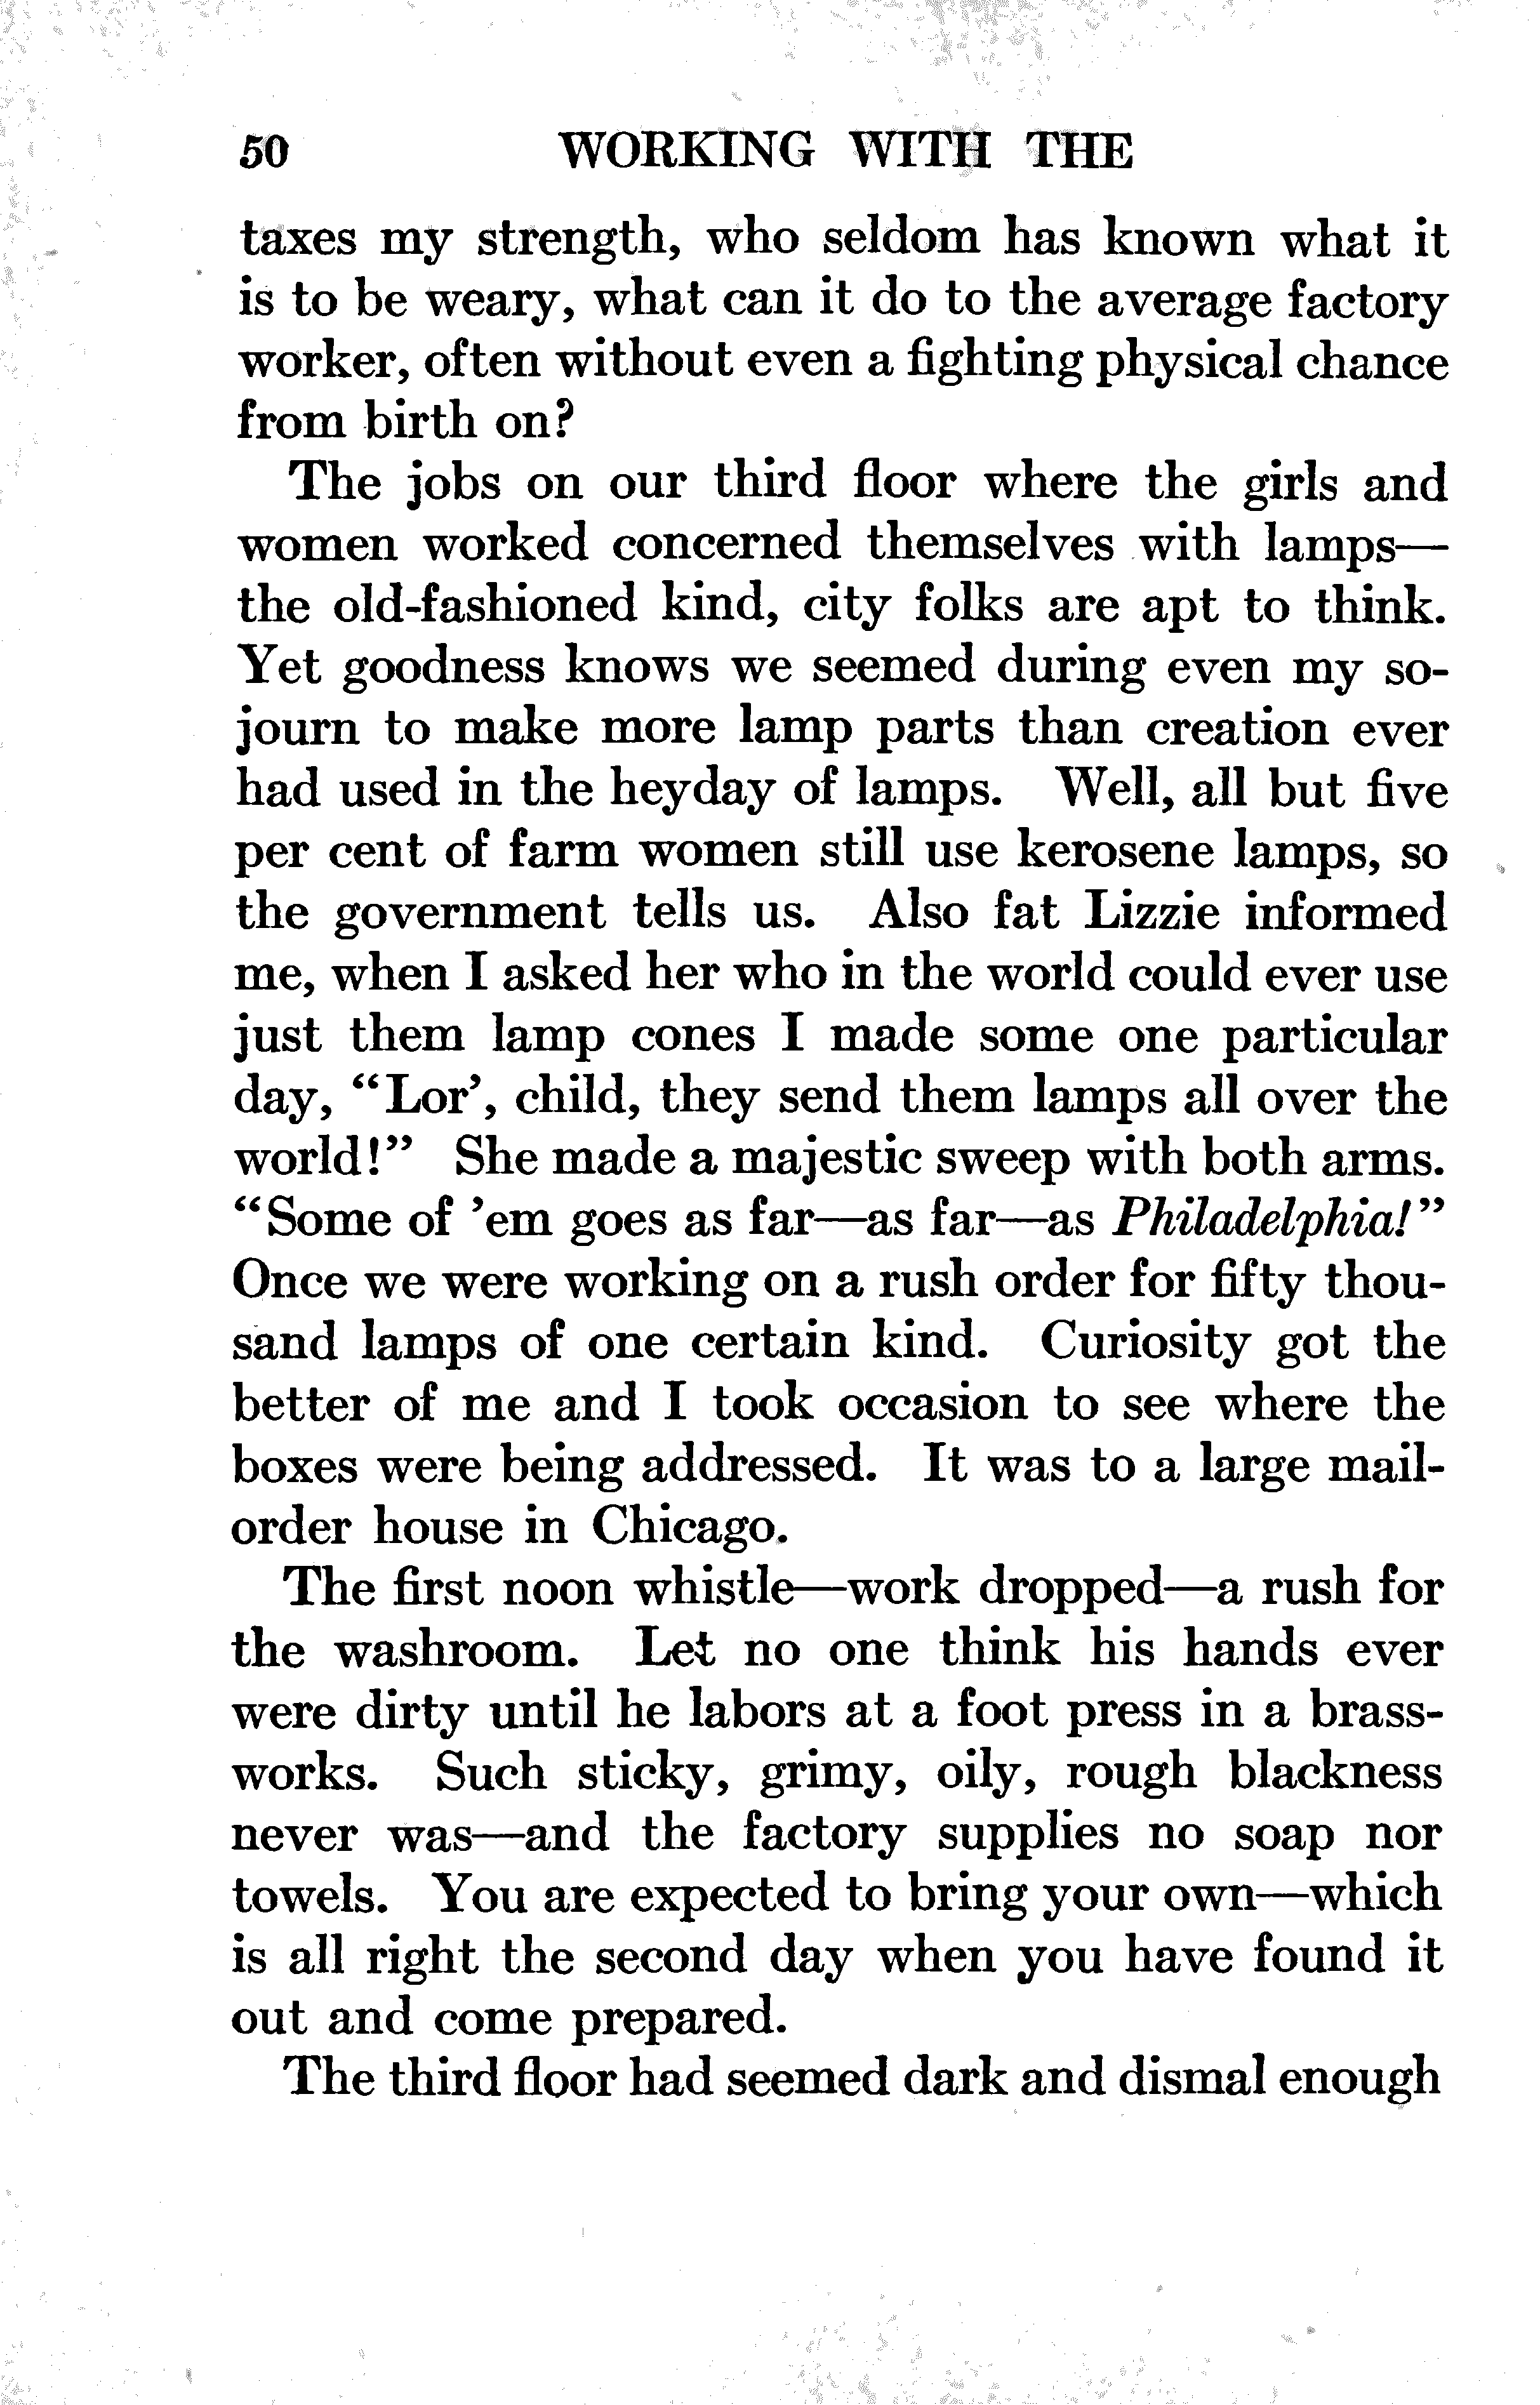 50 WORKING WITH THE
taxes my strength, who seldom has known what it
is to be weary, what can it do to the average factory
worker, often without even a fighting physical chance
from birth on?
The jobs on our third floor where the girls and
women worked concerned themselves with lamps—
the old-fashioned kind, city folks are apt to think.
Yet goodness knows we seemed during even my so-
journ to make more lamp parts than creation ever
had used in the heyday of lamps. Well, all but five
per cent of farm women still use kerosene lamps, so
the government tells us. Also fat Lizzie informed
me, when I asked her who in the world could ever use
just them lamp cones I made some one particular
day, “Lor’, child, they send them lamps all over the
world!” She made a majestic sweep with both arms.
“Some of ’em goes as far—as far—as Philadelphia!”
Once we were working on a rush order for fifty thou-
sand lamps of one certain kind. Curiosity got the
better of me and I took occasion to see where the
boxes were being addressed. It was to a large mail-
order house in Chicago.
The first noon whistle—work dropped—a rush for
the washroom. Let no one think his hands ever
were dirty until he labors at a foot press in a brass-
works. Such sticky, grimy, oily, rough blackness
never was—and the factory supplies no soap nor
towels. You are expected to bring your own—which
is all right the second day when you have found it
out and come prepared.
The third floor had seemed dark and dismal enough